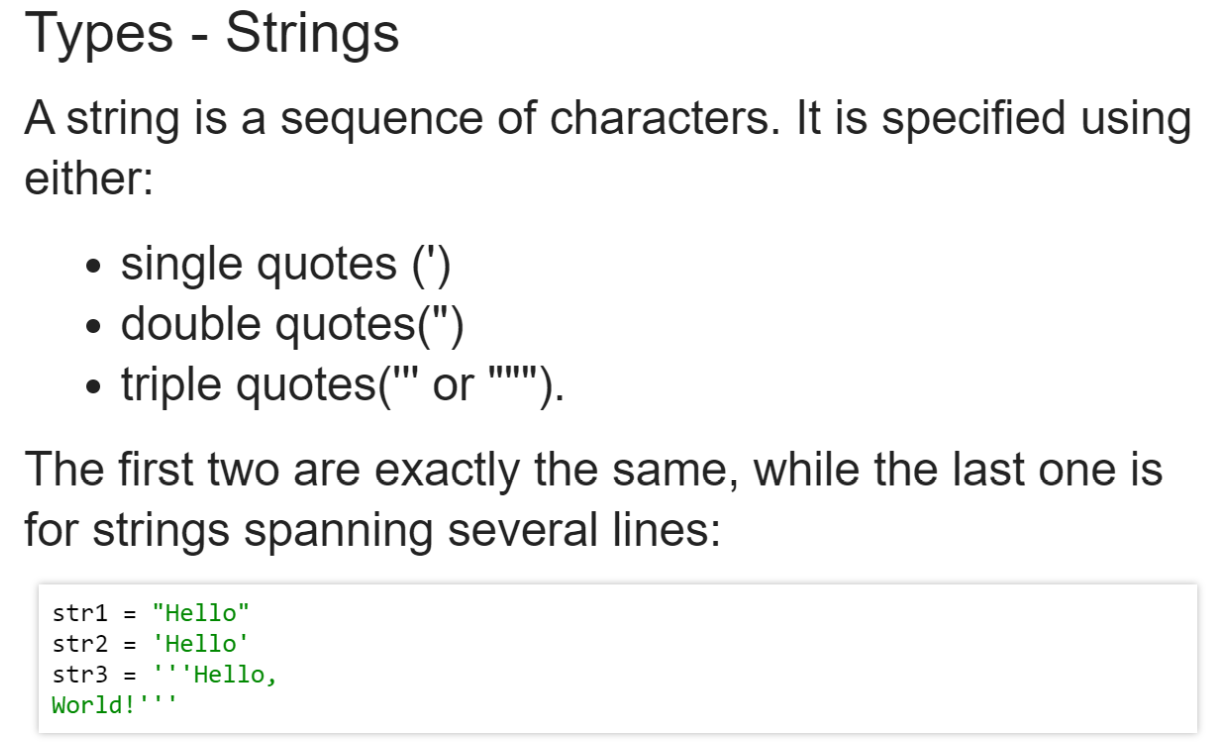 Types - Strings
A string is a sequence of characters. It is specified using
either:
• single quotes (')
• double quotes(")
• triple quotes(''' or """).
The first two are exactly the same, while the last one is
for strings spanning several lines:
str1 = "Hello"
str2 = 'Hello'
str3 = '''Hello,
World!'''